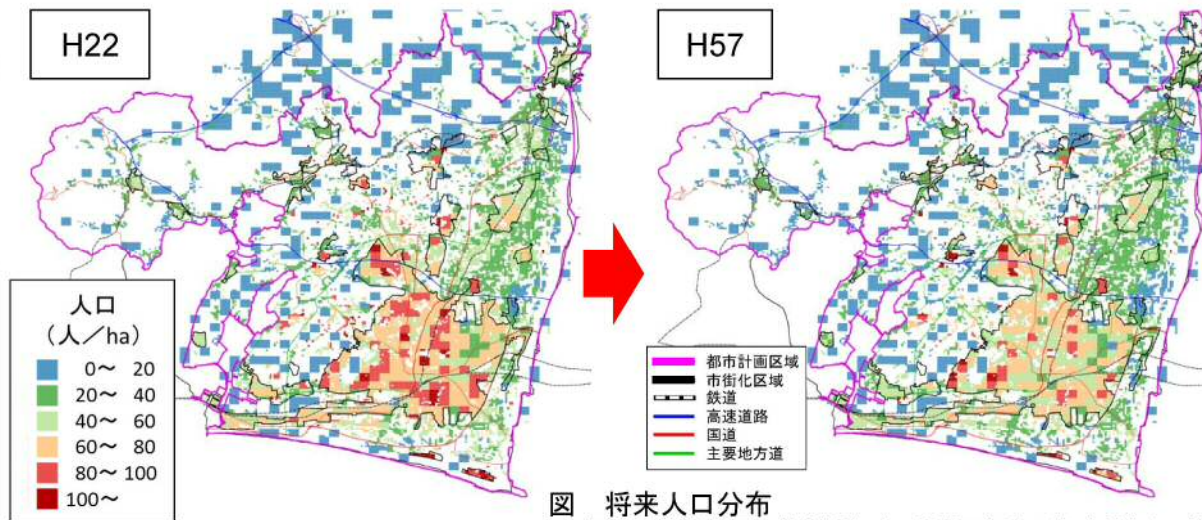 H22
H57
人口
(人/ha)
0~ 20
20~ 40
40~ 60
60~ 80
80~ 100
100~
都市計画区域
市街化区域
鉄道
高速道路
国道
主要地方道
図 将来人口分布